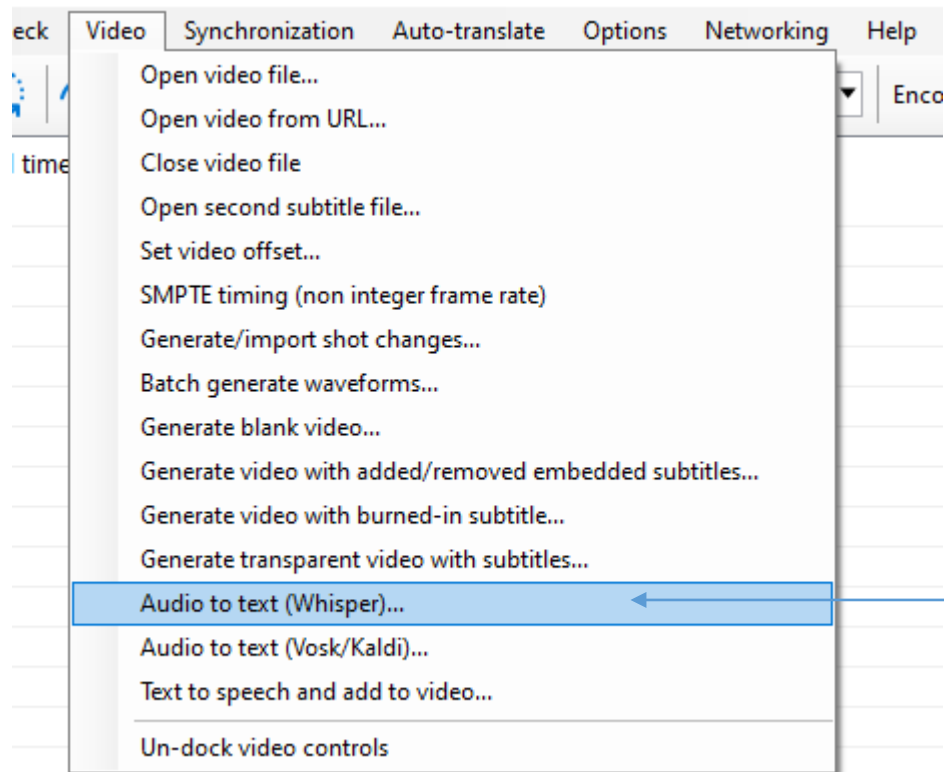 eck Video Synchronization Auto-translate Options Networking Help
Enco
time
Open video file...
Open video from URL...
Close video file
Open second subtitle file...
Set video offset...
SMPTE timing (non integer frame rate)
Generate/import shot changes...
Batch generate waveforms...
Generate blank video...
Generate video with added/removed embedded subtitles...
Generate video with burned-in subtitle...
Generate transparent video with subtitles...
Audio to text (Whisper)...
Audio to text (Vosk/Kaldi)...
Text to speech and add to video...
Un-dock video controls